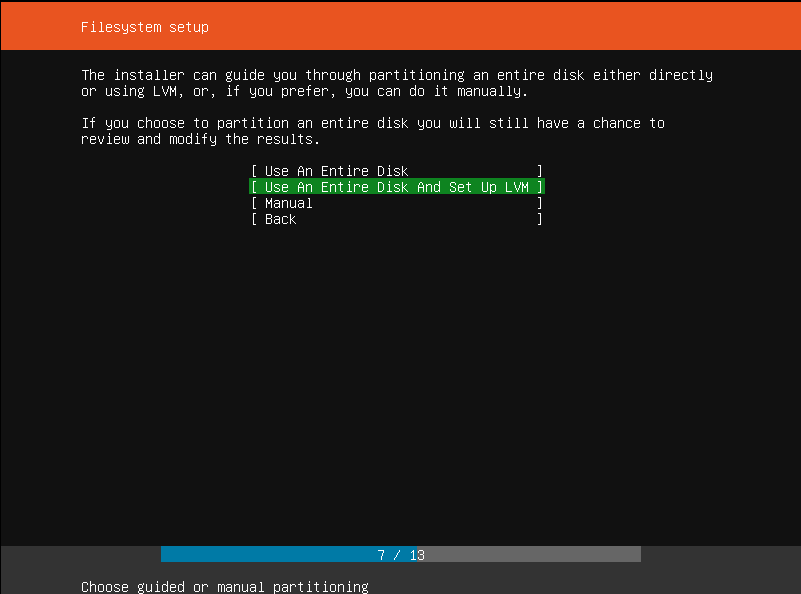 Filesystem setup
The installer can guide you through partitioning an entire disk either directly
or using LVM, or, if you prefer, you can do it manually.
If you choose to partition an entire disk you will still have a chance to
review and modify the results.
[ Use An Entire Disk ]
[ Use An Entire Disk And Set Up LVM ]
[ Manual ]
[ Back ]
7 / 13
Choose guided or manual partitioning